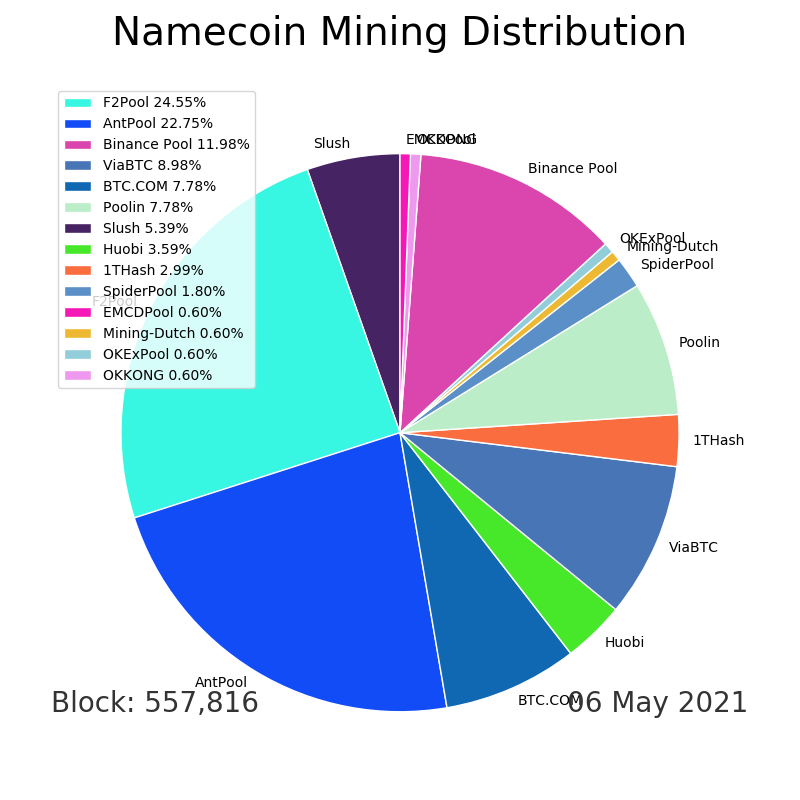 Namecoin Mining Distribution
F2Pool 24.55%
AntPool 22.75%
Binance Pool 11.98%
ViaBTC 8.98%
BTC.COM 7.78%
Poolin 7.78%
Slush 5.39%
Huobi 3.59%
1THash 2.99%
SpiderPool 1.80%
EMCDPool 0.60%
Mining-Dutch 0.60%
OKExPool 0.60%
OKKONG 0.60%
Slush
EMCDPool
OKKONG
Binance Pool
OKExPool
Mining-Dutch
SpiderPool
F2Pool
Poolin
1THash
ViaBTC
Huobi
AntPool
BTC.COM
Block: 557,816
06 May 2021